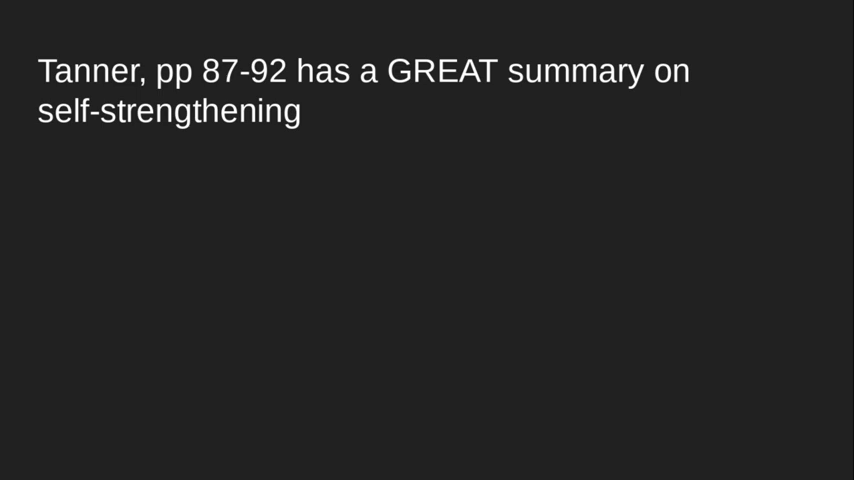 Tanner, pp 87-92 has a GREAT summary on
self-strengthening